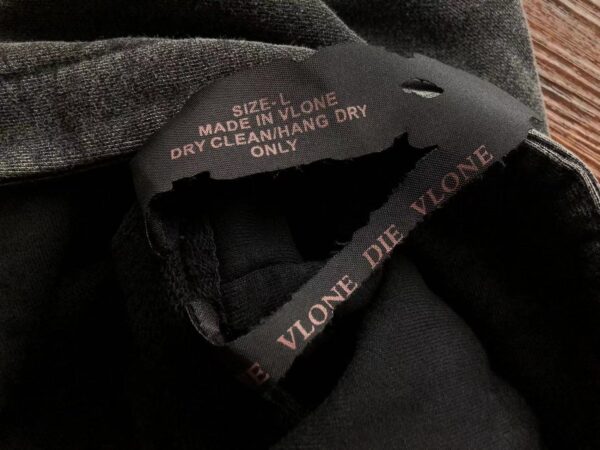 SIZE- L
MADE IN VLONE
DRY CLEAN/HANG DRY
ONLY
E VLONE DIE VLONE